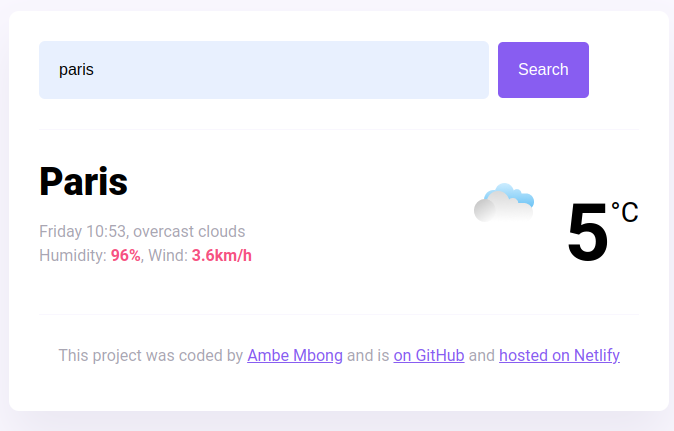 paris
Search
Paris
5°C
Friday 10:53, overcast clouds
Humidity: 96%, Wind: 3.6km/h
This project was coded by Ambe Mbong and is on GitHub and hosted on Netlify